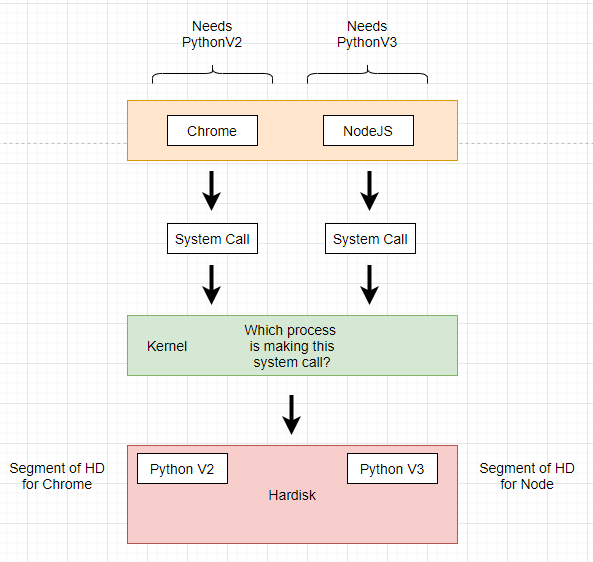 Needs
PythonV2
Needs
PythonV3
Chrome
NodeJS
System Call
System Call
Kernel
Which process
is making this
system call?
Segment of HD
for Chrome
Python V2
Python V3
Hardisk
Segment of HD
for Node